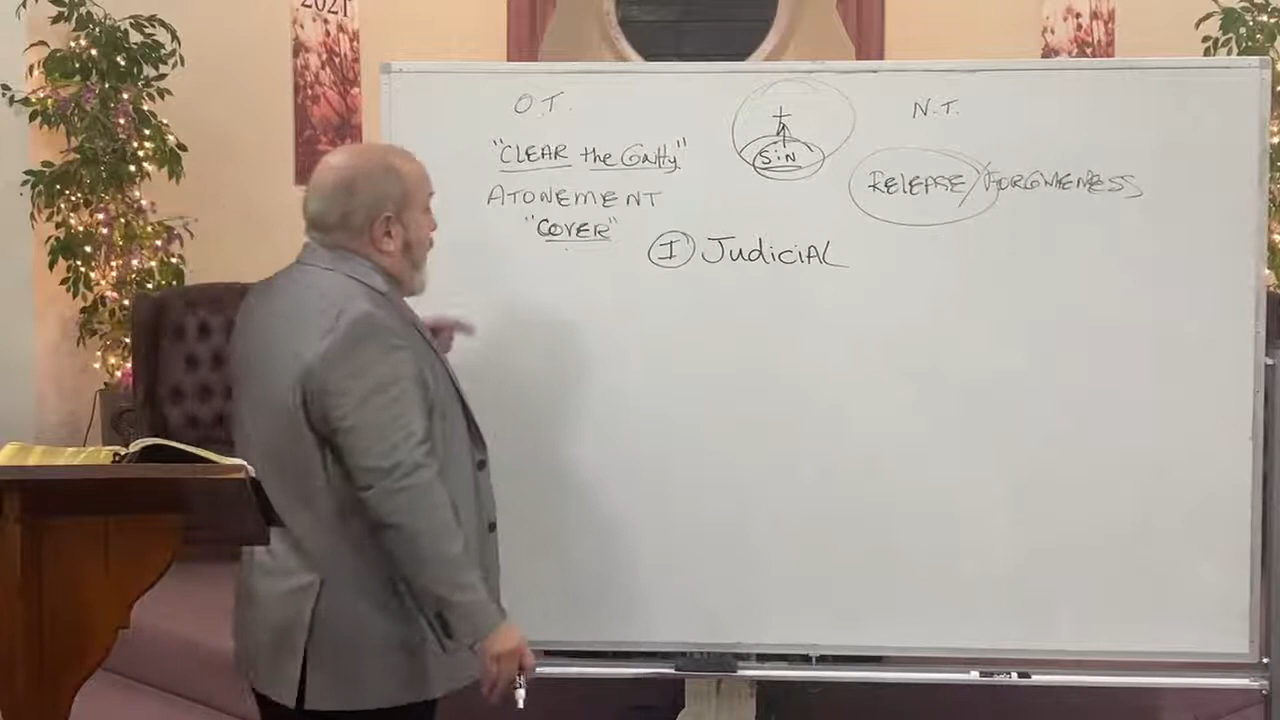 2021
O.T.
"CLEAR the Guilty"
ATONEMENT
"COVER"
SiN
N.T.
RELEASE/FORGIVENESS
I JudiciAL